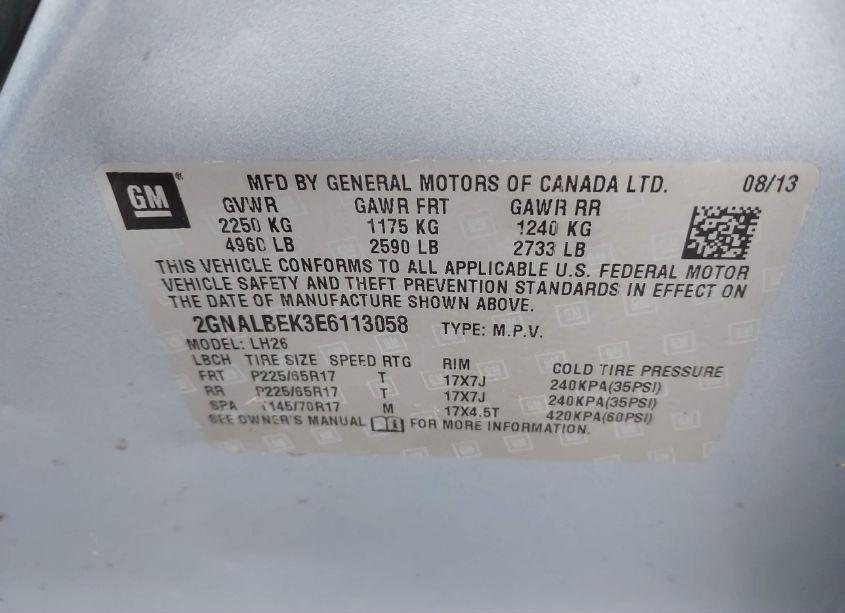 GM
MFD BY GENERAL MOTORS OF CANADA LTD. 08/13
GVWR GAWR FRT GAWR RR
2250 KG 1175 KG 1240 KG
4960 LB 2590 LB 2733 LB
THIS VEHICLE CONFORMS TO ALL APPLICABLE U.S. FEDERAL MOTOR
VEHICLE SAFETY AND THEFT PREVENTION STANDARDS IN EFFECT ON
THE DATE OF MANUFACTURE SHOWN ABOVE.
2GNALBEK3E6113058 TYPE: M.P.V.
MODEL: LH26
LBCH TIRE SIZE SPEED RTG RIM COLD TIRE PRESSURE
FRT P225/65R17 T 17X7J 240KPA(35PSI)
RR P225/65R17 T 17X7J 240KPA(35PSI)
SPA T145/70R17 M 17X4.5T 420KPA(60PSI)
SEE OWNER'S MANUAL FOR MORE INFORMATION.